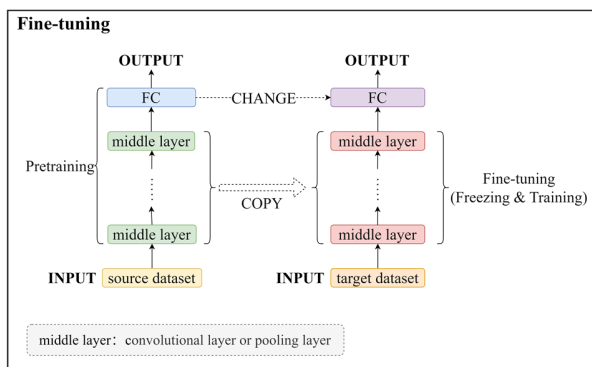 Fine-tuning
OUTPUT OUTPUT
FC CHANGE FC
middle layer middle layer
Pretraining
Fine-tuning
(Freezing & Training)
COPY
middle layer middle layer
INPUT source dataset INPUT target dataset
middle layer: convolutional layer or pooling layer